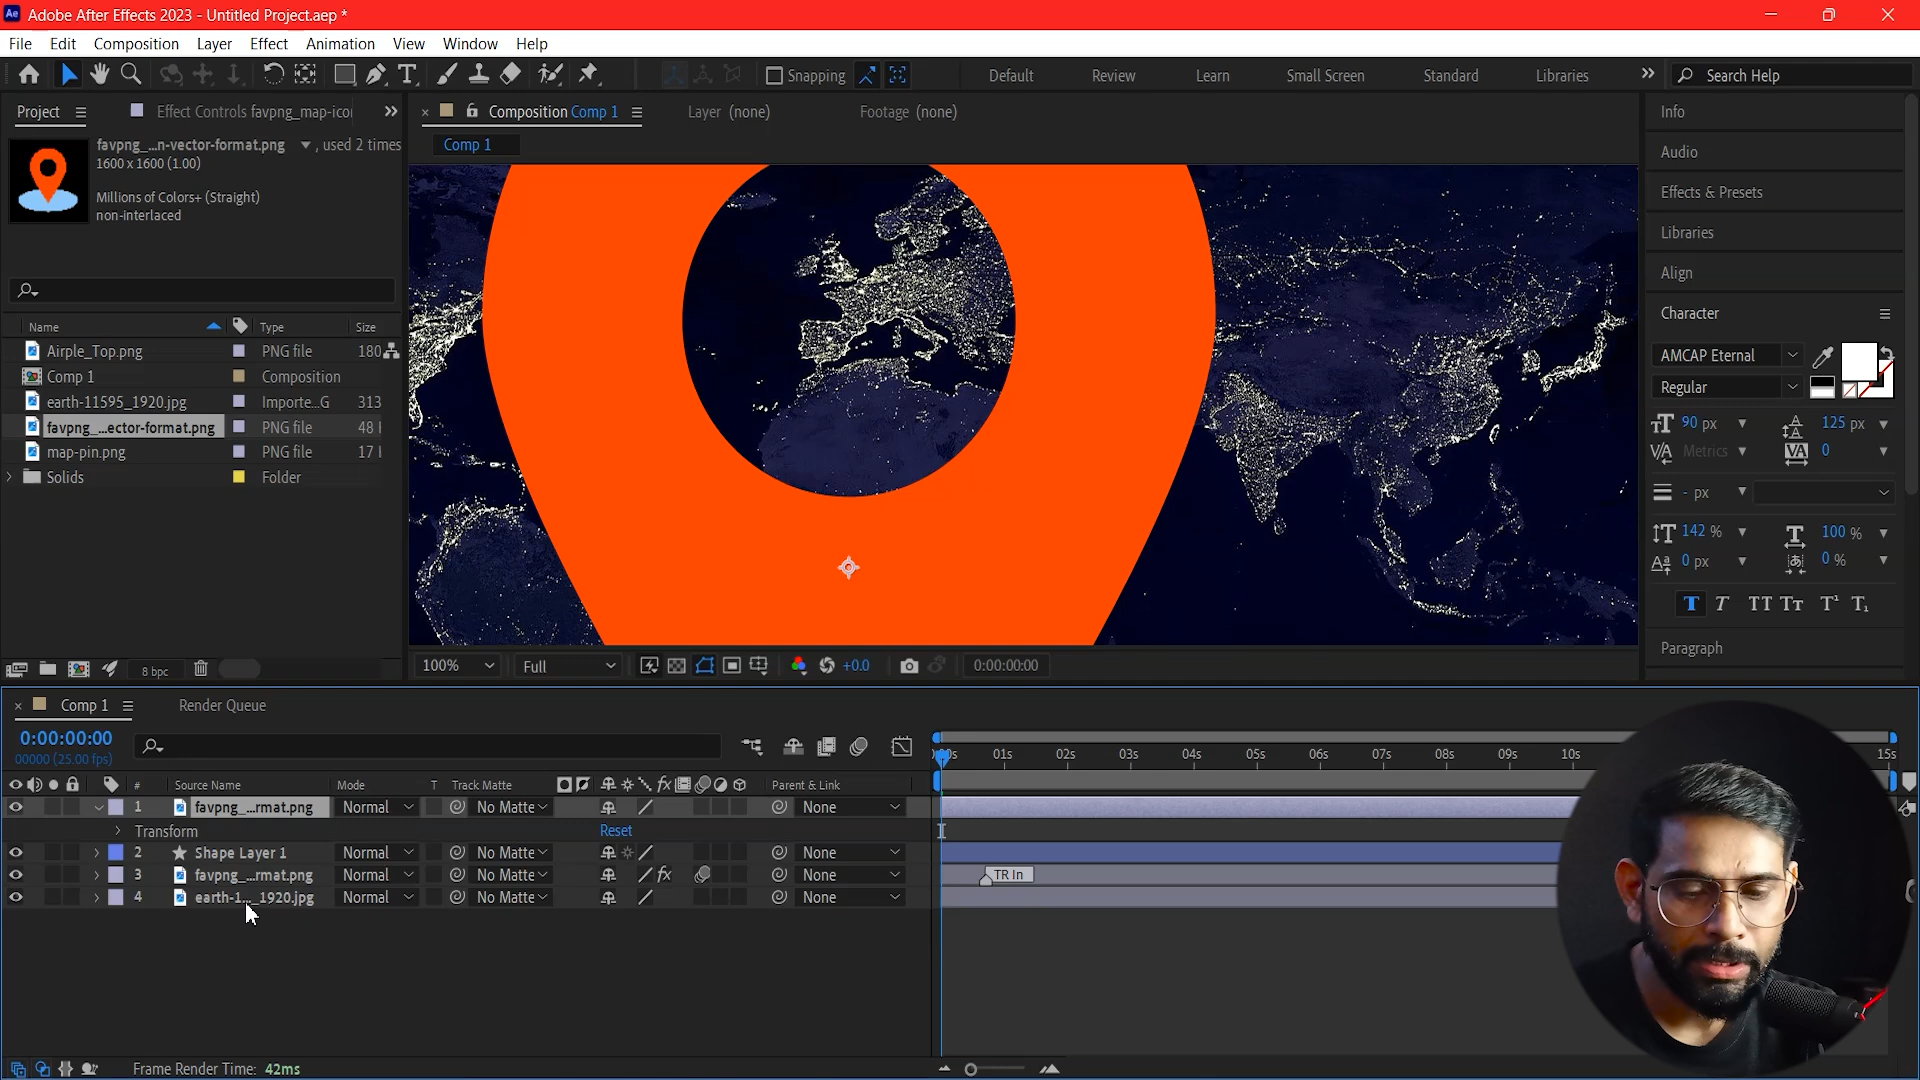 Adobe After Effects 2023 - Untitled Project.aep *
File Edit Composition Layer Effect Animation View Window Help
Snapping Default Review Learn Small Screen Standard Libraries Search Help
Project Effect Controls favpng_map-ico
Composition Comp 1 Layer (none) Footage (none)
Comp 1
favpng_...n-vector-format.png , used 2 times
1600 x 1600 (1.00)
Millions of Colors+ (Straight)
non-interlaced
Name Type Size
Airple_Top.png PNG file 180
Comp 1 Composition
earth-11595_1920.jpg Importe...G 313
favpng_...ector-format.png PNG file 48
map-pin.png PNG file 17
Solids Folder
8 bpc
100% Full +0.0 0:00:00:00
Info
Audio
Effects & Presets
Libraries
Align
Character
AMCAP Eternal
Regular
90 px 125 px
Metrics 0
- px
142 % 100 %
0 px 0 %
T T TT Tt T¹ T₁
Paragraph
Comp 1 Render Queue
0:00:00:00
00000 (25.00 fps)
01s 02s 03s 04s 05s 06s 07s 08s 09s 10s 15s
# Source Name Mode T Track Matte fx Parent & Link
1 favpng_...rmat.png Normal No Matte None
Transform Reset
2 Shape Layer 1 Normal No Matte None
3 favpng_...rmat.png Normal No Matte fx None TR In
4 earth-1..._1920.jpg Normal No Matte None
Frame Render Time: 42ms